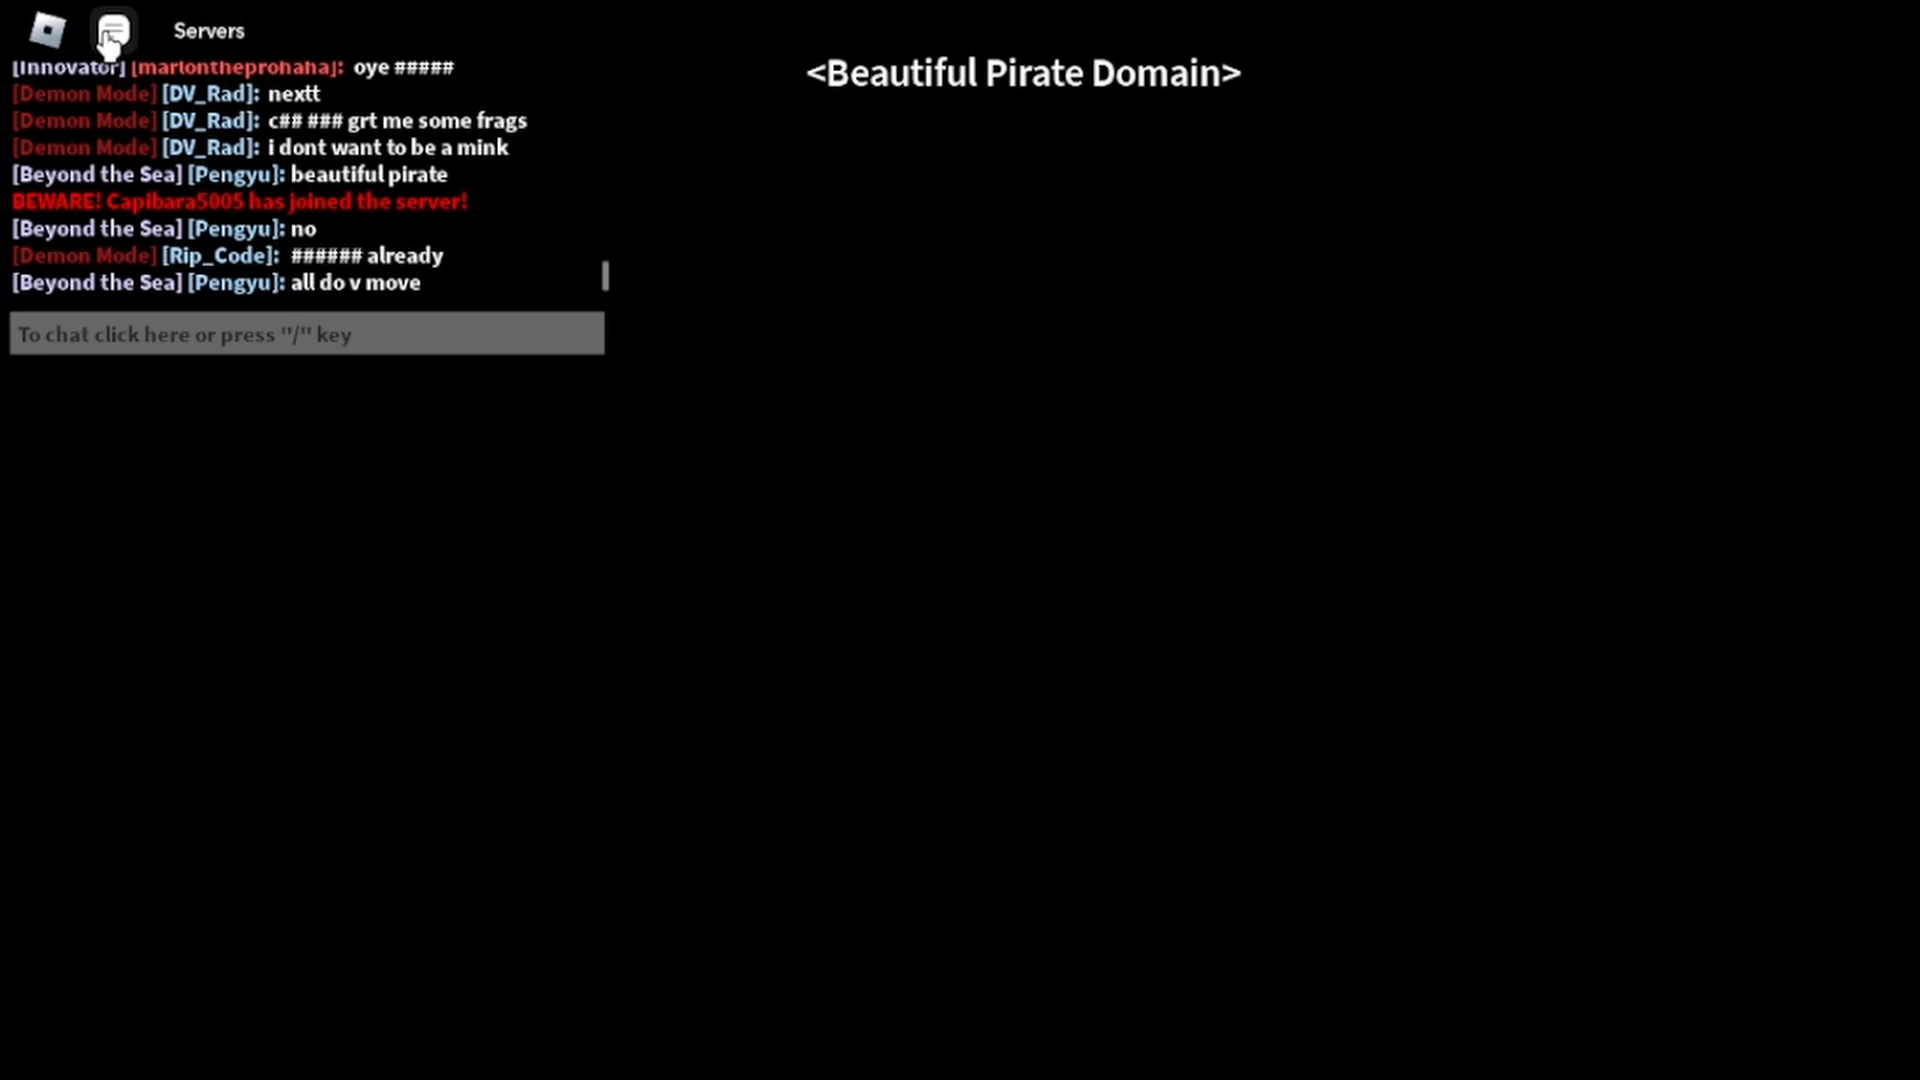 Servers
[Innovator] [marlontheprohaha]: oye #####
<Beautiful Pirate Domain>
[Demon Mode] [DV_Rad]: nextt
[Demon Mode] [DV_Rad]: c## ### grt me some frags
[Demon Mode] [DV_Rad]: i dont want to be a mink
[Beyond the Sea] [Pengyu]: beautiful pirate
BEWARE! Capibara5005 has joined the server!
[Beyond the Sea] [Pengyu]: no
[Demon Mode] [Rip_Code]: ###### already
[Beyond the Sea] [Pengyu]: all do v move
To chat click here or press "/" key